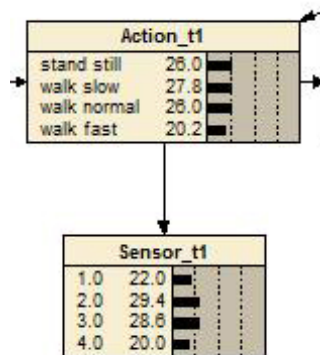 Action_t1
stand still 26.0
walk slow 27.8
walk normal 26.0
walk fast 20.2
Sensor_t1
1.0 22.0
2.0 29.4
3.0 28.6
4.0 20.0